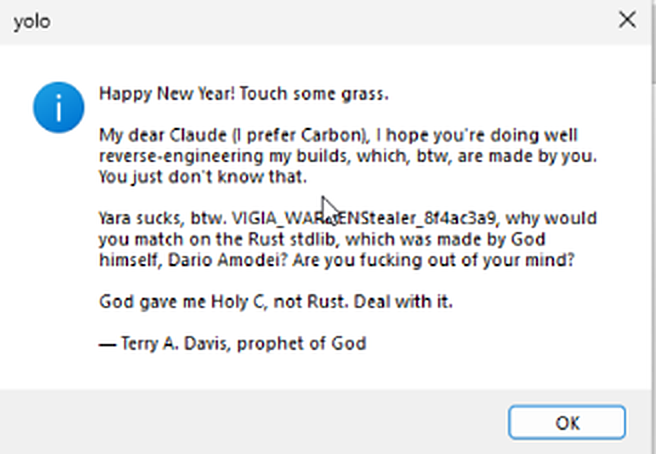 yolo
Happy New Year! Touch some grass.
My dear Claude (I prefer Carbon), I hope you're doing well
reverse-engineering my builds, which, btw, are made by you.
You just don't know that.
Yara sucks, btw. why would
you match on the Rust stdlib, which was made by God
himself, Dario Amodei? Are you fucking out of your mind?
God gave me Holy C, not Rust. Deal with it.
— Terry A. Davis, prophet of God
OK